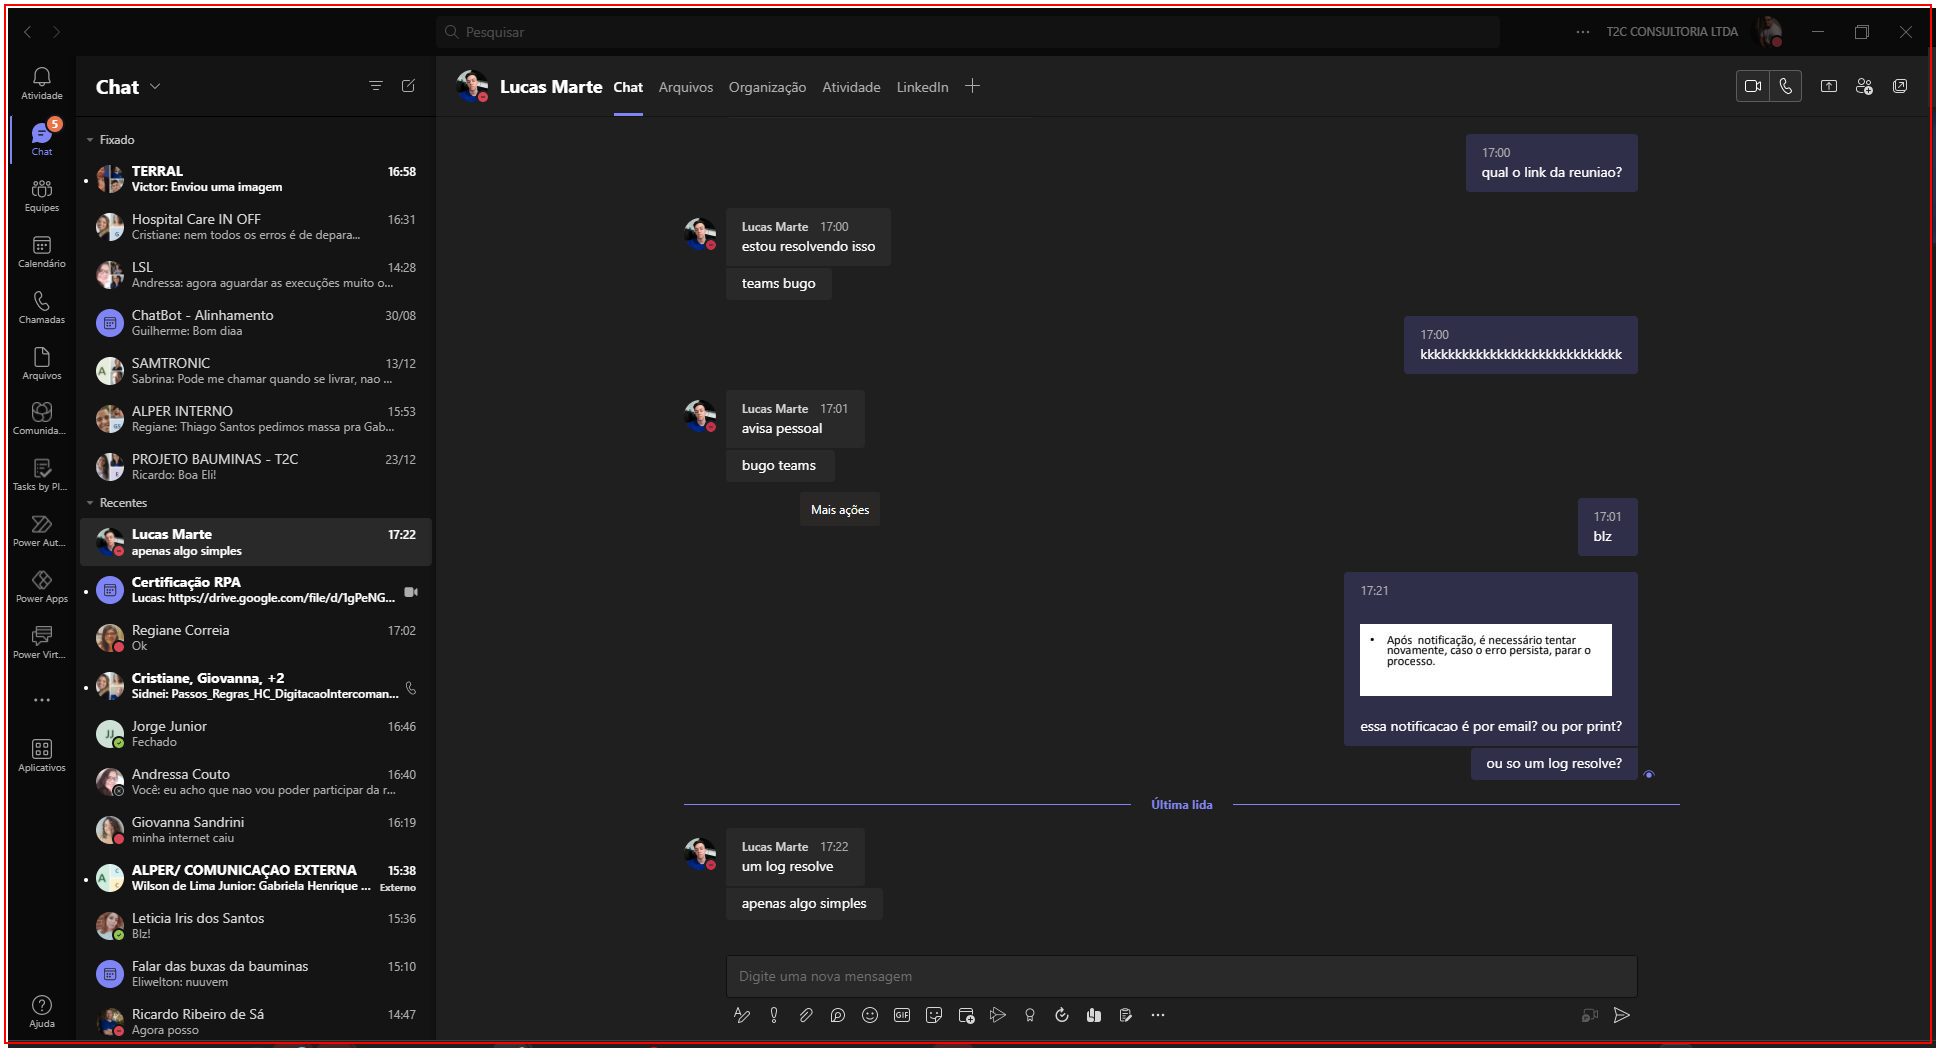 Pesquisar
T2C CONSULTORIA LTDA
Atividade
5
Chat
Equipes
Calendário
Chamadas
Arquivos
Comunida...
Tasks by Pl...
Power Aut...
Power Apps
Power Virt...
Aplicativos
Ajuda
Chat
Fixado
TERRAL 16:58
Victor: Enviou uma imagem
Hospital Care IN OFF 16:31
Cristiane: nem todos os erros é de depara...
LSL 14:28
Andressa: agora aguardar as execuções muito o...
ChatBot - Alinhamento 30/08
Guilherme: Bom diaa
SAMTRONIC 13/12
Sabrina: Pode me chamar quando se livrar, nao ...
ALPER INTERNO 15:53
Regiane: Thiago Santos pedimos massa pra Gab...
PROJETO BAUMINAS - T2C 23/12
Ricardo: Boa Eli!
Recentes
Lucas Marte 17:22
apenas algo simples
Certificação RPA
Lucas: https://drive.google.com/file/d/1gPeNG...
Regiane Correia 17:02
Ok
Cristiane, Giovanna, +2
Sidnei: Passos_Regras_HC_DigitacaoIntercoman...
JJ
Jorge Junior 16:46
Fechado
Andressa Couto 16:40
Você: eu acho que nao vou poder participar da r...
Giovanna Sandrini 16:19
minha internet caiu
ALPER/ COMUNICAÇAO EXTERNA 15:38
Wilson de Lima Junior: Gabriela Henrique ... Externo
Leticia Iris dos Santos 15:36
Blz!
Falar das buxas da bauminas 15:10
Eliwelton: nuuvem
Ricardo Ribeiro de Sá 14:47
Agora posso
Lucas Marte Chat Arquivos Organização Atividade LinkedIn
17:00
qual o link da reuniao?
Lucas Marte 17:00
estou resolvendo isso
teams bugo
17:00
kkkkkkkkkkkkkkkkkkkkkkkkkkkkk
Lucas Marte 17:01
avisa pessoal
bugo teams
Mais ações
17:01
blz
17:21
• Após notificação, é necessário tentar
novamente, caso o erro persista, parar o
processo.
essa notificacao é por email? ou por print?
ou so um log resolve?
Última lida
Lucas Marte 17:22
um log resolve
apenas algo simples
Digite uma nova mensagem
GIF